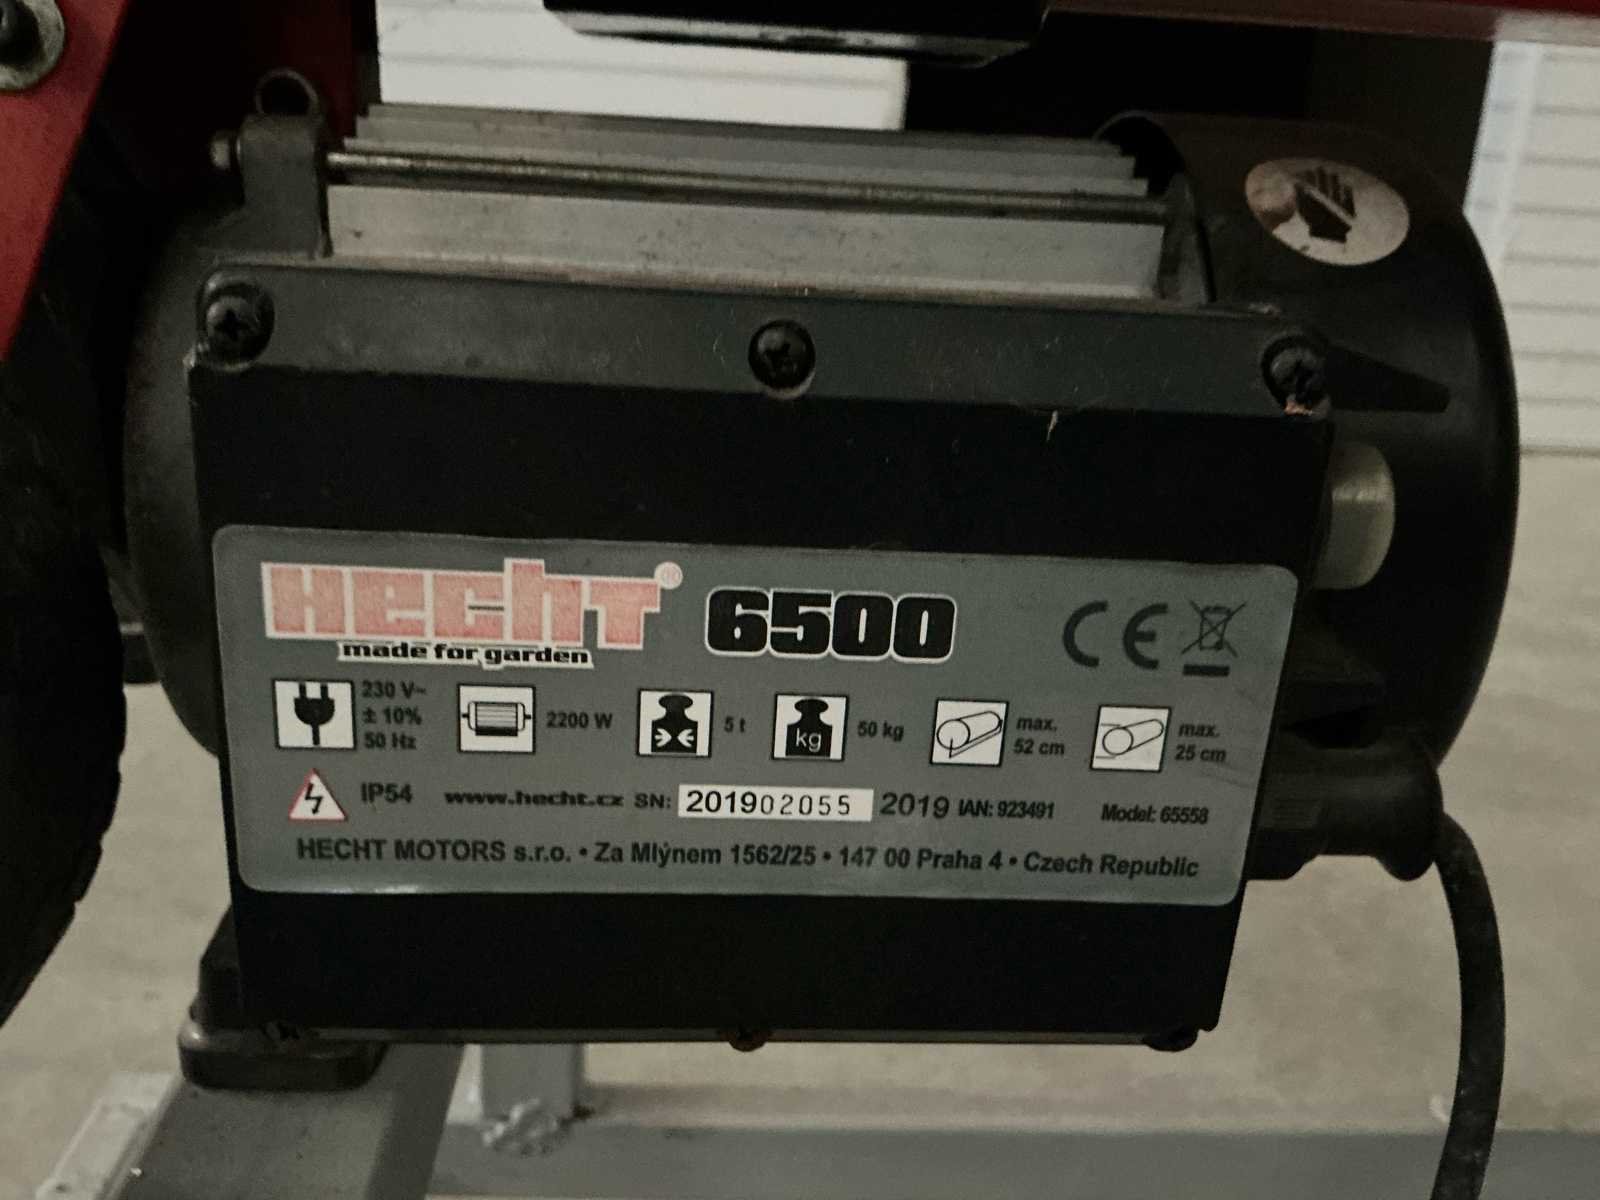 HECHT® 6500 CE
made for garden
230 V~
± 10%
50 Hz
2200 W
5 t
kg
50 kg
max.
52 cm
max.
25 cm
IP54 www.hecht.cz SN: 201902055 2019 IAN: 923491 Model: 65558
HECHT MOTORS s.r.o. • Za Mlýnem 1562/25 • 147 00 Praha 4 • Czech Republic